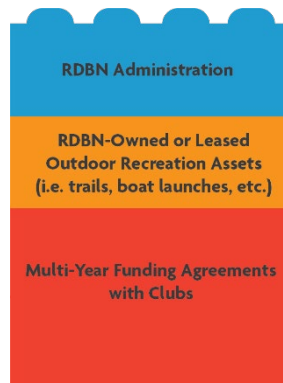 RDBN Administration
RDBN-Owned or Leased
Outdoor Recreation Assets
(i.e. trails, boat launches, etc.)
Multi-Year Funding Agreements
with Clubs